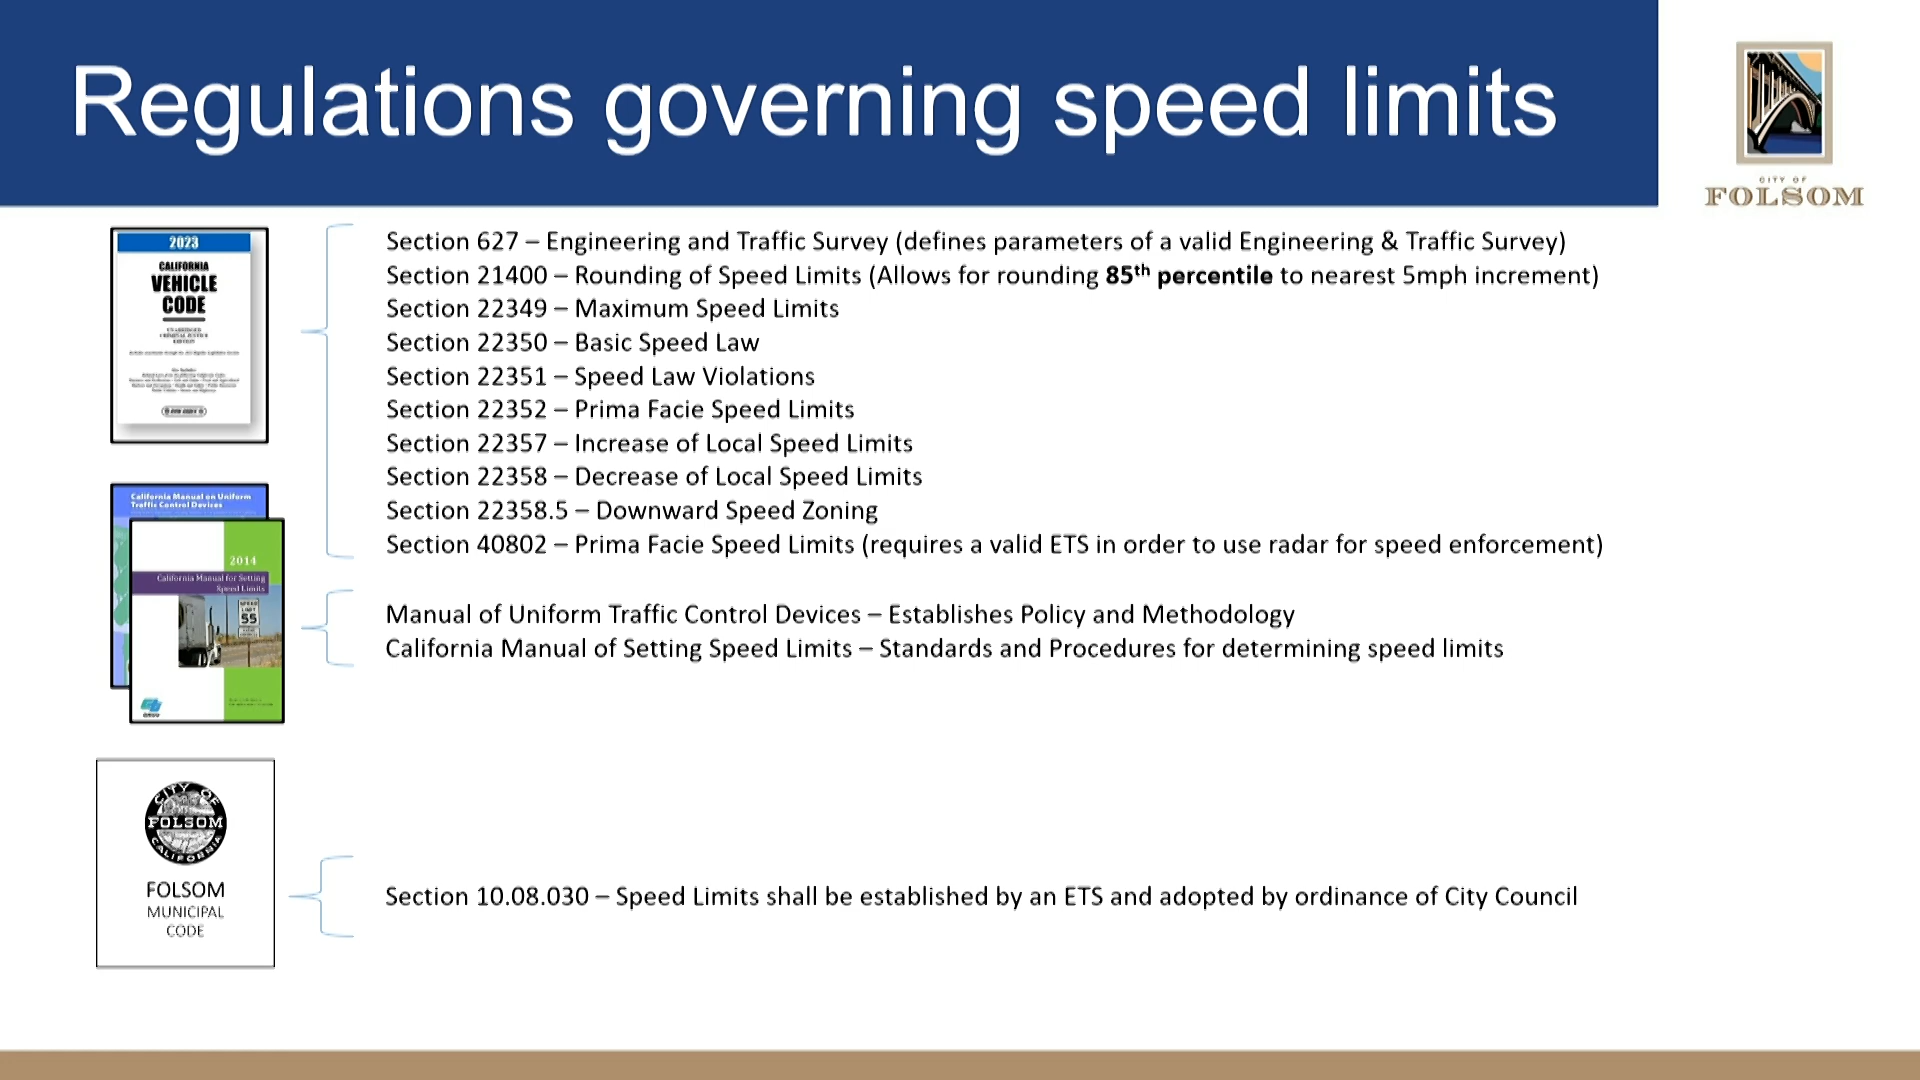 Regulations governing speed limits
CITY OF
FOLSOM
2023
CALIFORNIA
VEHICLE
CODE
Section 627 – Engineering and Traffic Survey (defines parameters of a valid Engineering & Traffic Survey)
Section 21400 – Rounding of Speed Limits (Allows for rounding 85th percentile to nearest 5mph increment)
Section 22349 – Maximum Speed Limits
Section 22350 – Basic Speed Law
Section 22351 – Speed Law Violations
Section 22352 – Prima Facie Speed Limits
Section 22357 – Increase of Local Speed Limits
Section 22358 – Decrease of Local Speed Limits
Section 22358.5 – Downward Speed Zoning
Section 40802 – Prima Facie Speed Limits (requires a valid ETS in order to use radar for speed enforcement)
California Manual on Uniform
Traffic Control Devices
2014
California Manual for Setting
Speed Limits
SPEED
LIMIT
55
Manual of Uniform Traffic Control Devices – Establishes Policy and Methodology
California Manual of Setting Speed Limits – Standards and Procedures for determining speed limits
CITY OF
FOLSOM
CALIFORNIA
FOLSOM
MUNICIPAL
CODE
Section 10.08.030 – Speed Limits shall be established by an ETS and adopted by ordinance of City Council